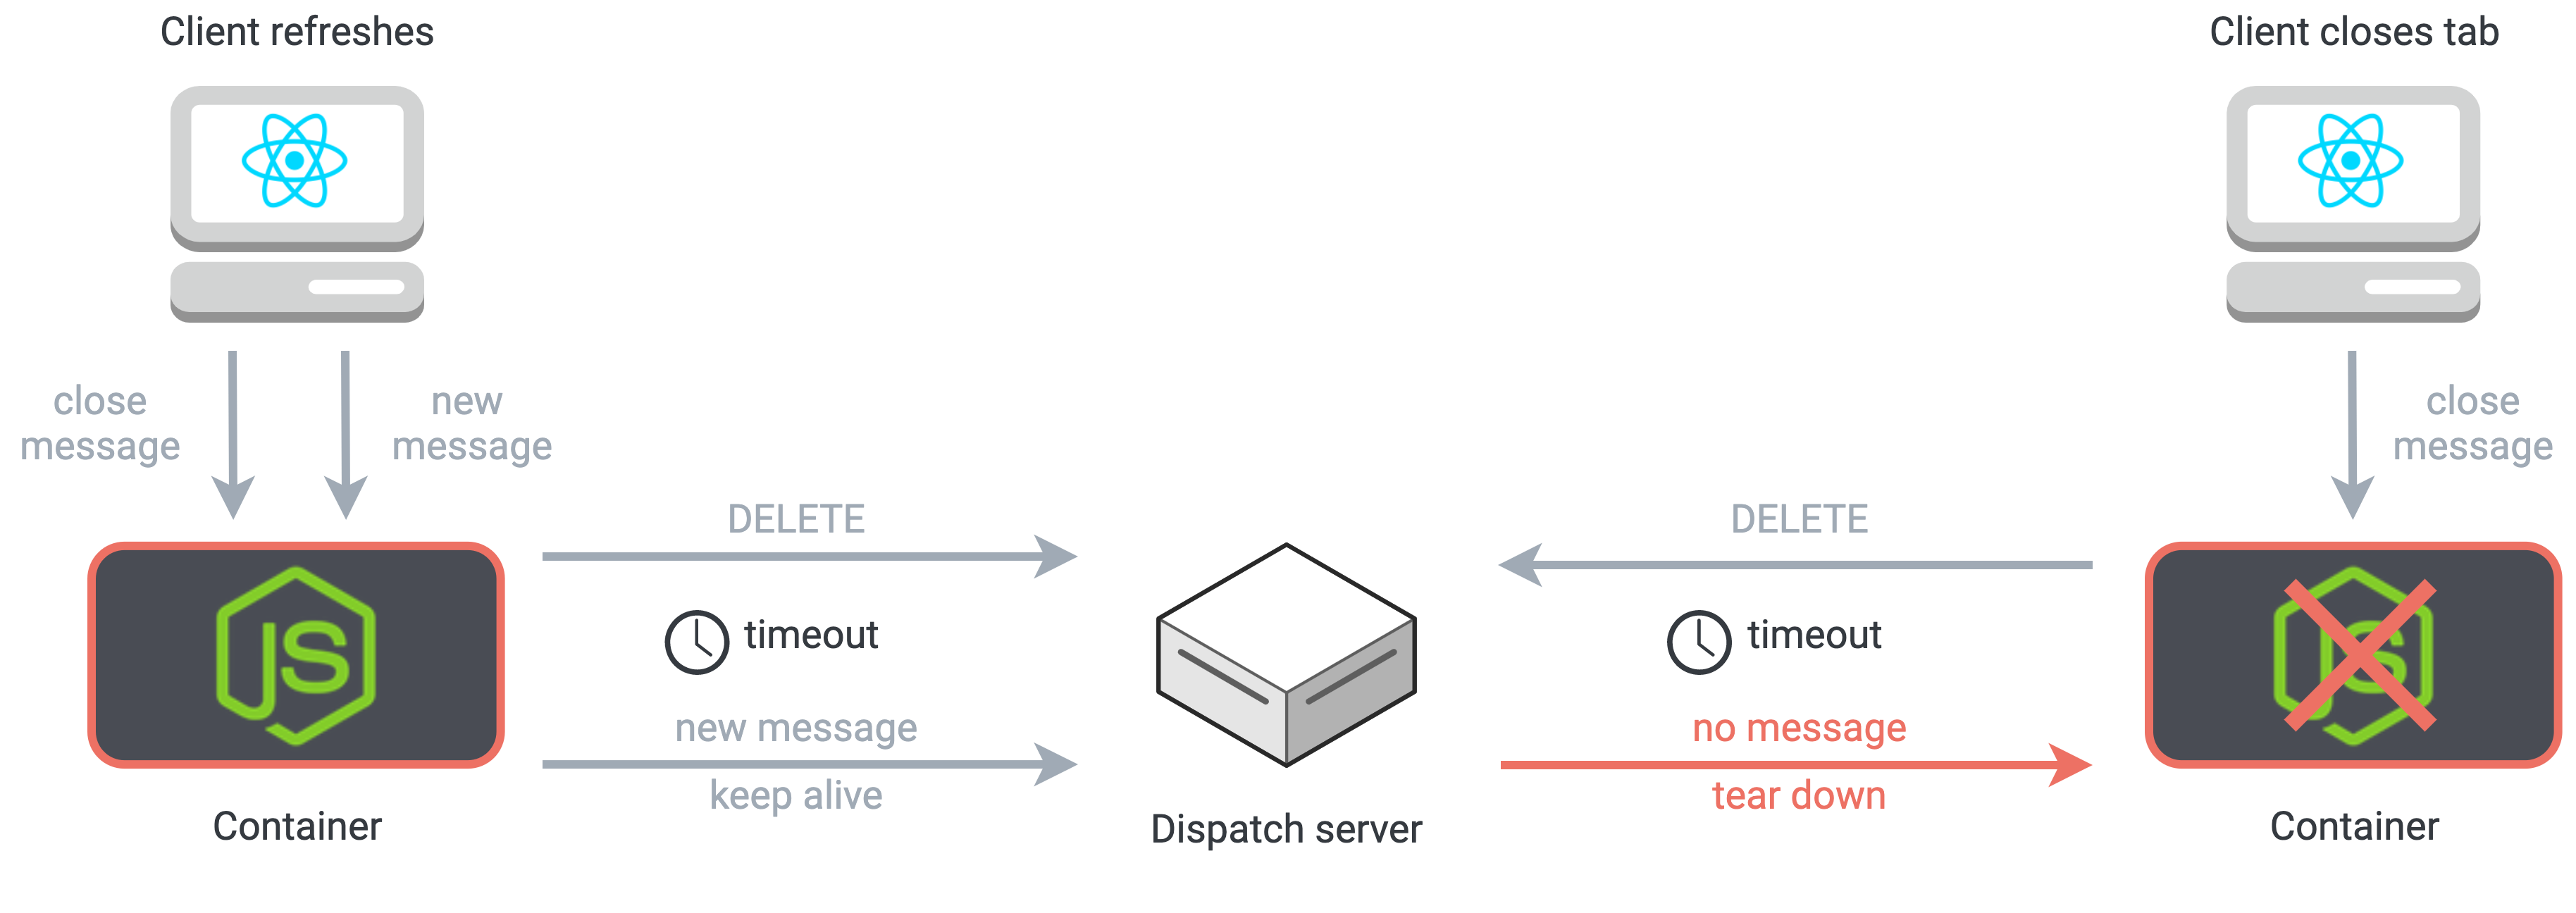 Client refreshes
Client closes tab
close
message
new
message
close
message
DELETE
DELETE
timeout
timeout
JS
JS
new message
keep alive
no message
tear down
Container
Dispatch server
Container